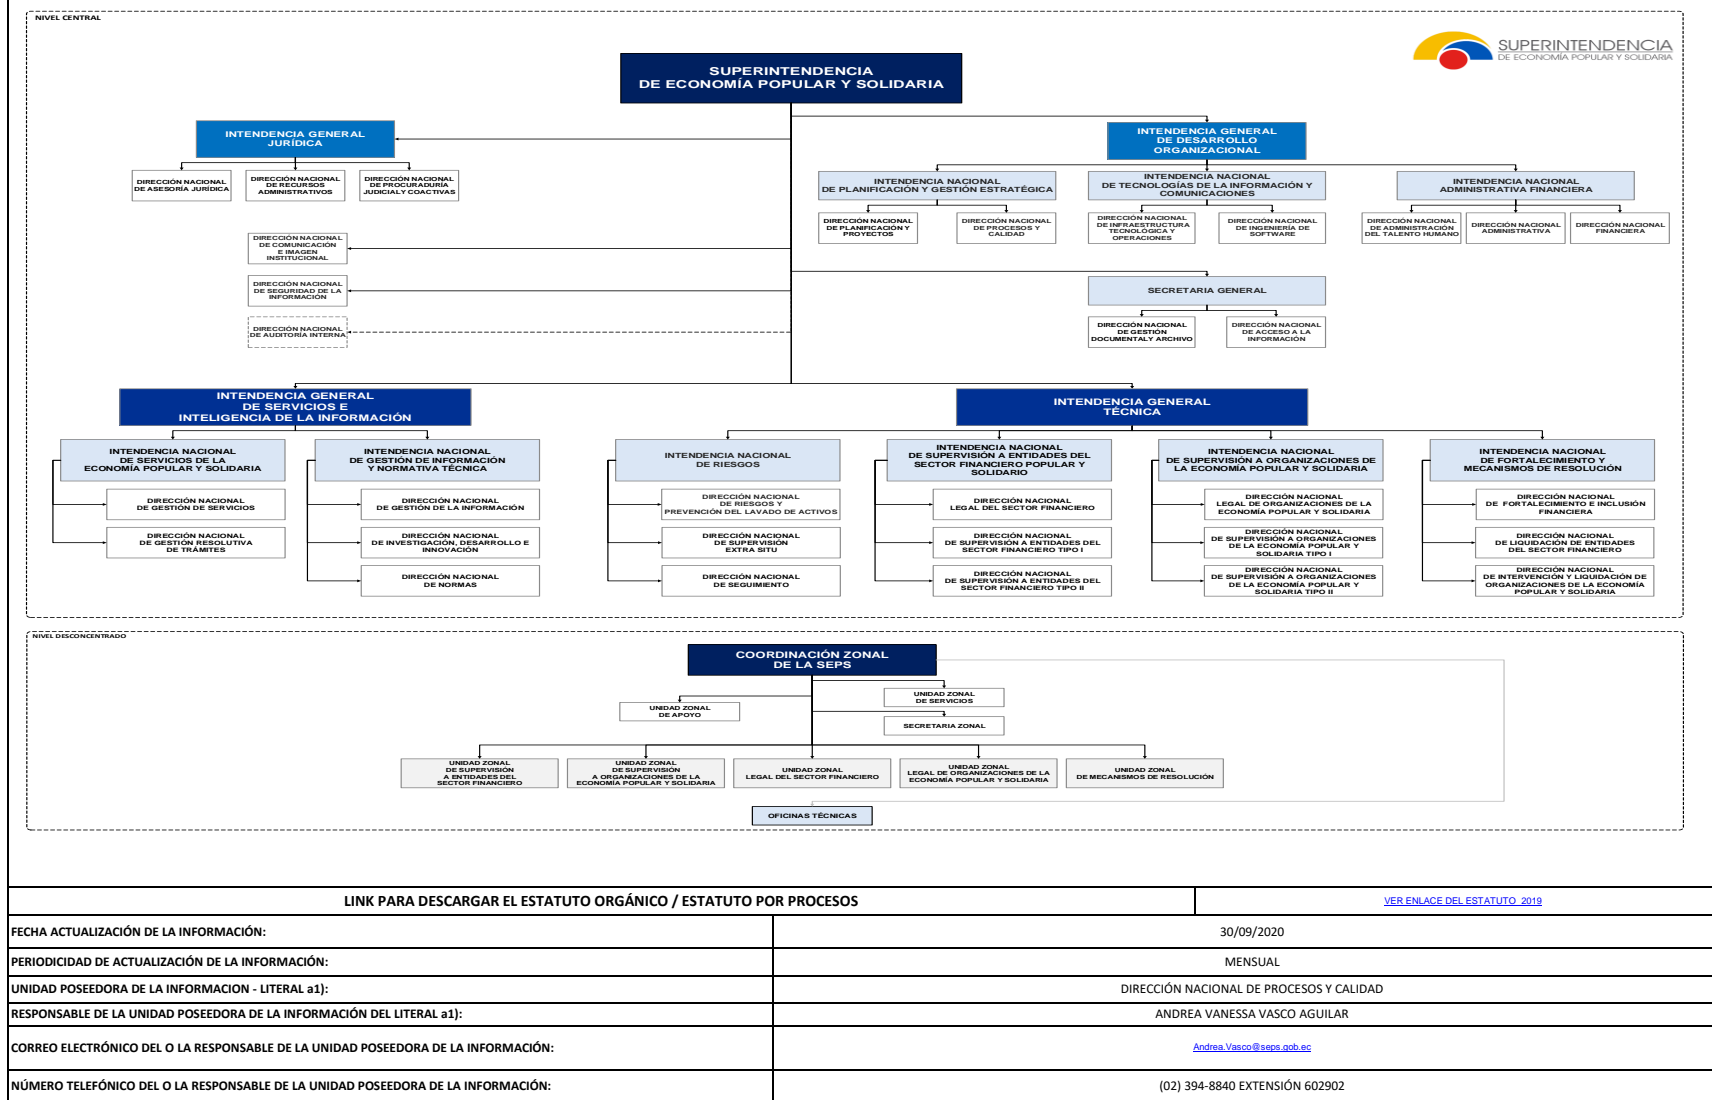 NIVEL CENTRAL
SUPERINTENDENCIA
DE ECONOMÍA POPULAR Y SOLIDARIA
SUPERINTENDENCIA
DE ECONOMÍA POPULAR Y SOLIDARIA
INTENDENCIA GENERAL
JURÍDICA
DIRECCIÓN NACIONAL
DE ASESORÍA JURÍDICA
DIRECCIÓN NACIONAL
DE RECURSOS
ADMINISTRATIVOS
DIRECCIÓN NACIONAL
DE PROCURADURÍA
JUDICIAL Y COACTIVAS
INTENDENCIA GENERAL
DE DESARROLLO
ORGANIZACIONAL
INTENDENCIA NACIONAL
DE PLANIFICACIÓN Y GESTIÓN ESTRATÉGICA
INTENDENCIA NACIONAL
DE TECNOLOGÍAS DE LA INFORMACIÓN Y
COMUNICACIONES
INTENDENCIA NACIONAL
ADMINISTRATIVA FINANCIERA
DIRECCIÓN NACIONAL
DE PLANIFICACIÓN Y
PROYECTOS
DIRECCIÓN NACIONAL
DE PROCESOS Y
CALIDAD
DIRECCIÓN NACIONAL
DE INFRAESTRUCTURA
TECNOLÓGICA Y
OPERACIONES
DIRECCIÓN NACIONAL
DE INGENIERÍA DE
SOFTWARE
DIRECCIÓN NACIONAL
DE ADMINISTRACIÓN
DEL TALENTO HUMANO
DIRECCIÓN NACIONAL
ADMINISTRATIVA
DIRECCIÓN NACIONAL
FINANCIERA
DIRECCIÓN NACIONAL
DE COMUNICACIÓN
E IMAGEN
INSTITUCIONAL
DIRECCIÓN NACIONAL
DE SEGURIDAD DE LA
INFORMACIÓN
DIRECCIÓN NACIONAL
DE AUDITORÍA INTERNA
SECRETARIA GENERAL
DIRECCIÓN NACIONAL
DE GESTIÓN
DOCUMENTAL Y ARCHIVO
DIRECCIÓN NACIONAL
DE ACCESO A LA
INFORMACIÓN
INTENDENCIA GENERAL
DE SERVICIOS E
INTELIGENCIA DE LA INFORMACIÓN
INTENDENCIA GENERAL
TÉCNICA
INTENDENCIA NACIONAL
DE SERVICIOS DE LA
ECONOMÍA POPULAR Y SOLIDARIA
DIRECCIÓN NACIONAL
DE GESTIÓN DE SERVICIOS
DIRECCIÓN NACIONAL
DE GESTIÓN RESOLUTIVA
DE TRÁMITES
INTENDENCIA NACIONAL
DE GESTIÓN DE INFORMACIÓN
Y NORMATIVA TÉCNICA
DIRECCIÓN NACIONAL
DE GESTIÓN DE LA INFORMACIÓN
DIRECCIÓN NACIONAL
DE INVESTIGACIÓN, DESARROLLO E
INNOVACIÓN
DIRECCIÓN NACIONAL
DE NORMAS
INTENDENCIA NACIONAL
DE RIESGOS
DIRECCIÓN NACIONAL
DE RIESGOS Y
PREVENCIÓN DEL LAVADO DE ACTIVOS
DIRECCIÓN NACIONAL
DE SUPERVISIÓN
EXTRA SITU
DIRECCIÓN NACIONAL
DE SEGUIMIENTO
INTENDENCIA NACIONAL
DE SUPERVISIÓN A ENTIDADES DEL
SECTOR FINANCIERO POPULAR Y
SOLIDARIO
DIRECCIÓN NACIONAL
LEGAL DEL SECTOR FINANCIERO
DIRECCIÓN NACIONAL
DE SUPERVISIÓN A ENTIDADES DEL
SECTOR FINANCIERO TIPO I
DIRECCIÓN NACIONAL
DE SUPERVISIÓN A ENTIDADES DEL
SECTOR FINANCIERO TIPO II
INTENDENCIA NACIONAL
DE SUPERVISIÓN A ORGANIZACIONES DE
LA ECONOMÍA POPULAR Y SOLIDARIA
DIRECCIÓN NACIONAL
LEGAL DE ORGANIZACIONES DE LA
ECONOMÍA POPULAR Y SOLIDARIA
DIRECCIÓN NACIONAL
DE SUPERVISIÓN A ORGANIZACIONES
DE LA ECONOMÍA POPULAR Y
SOLIDARIA TIPO I
DIRECCIÓN NACIONAL
DE SUPERVISIÓN A ORGANIZACIONES
DE LA ECONOMÍA POPULAR Y
SOLIDARIA TIPO II
INTENDENCIA NACIONAL
DE FORTALECIMIENTO Y
MECANISMOS DE RESOLUCIÓN
DIRECCIÓN NACIONAL
DE FORTALECIMIENTO E INCLUSIÓN
FINANCIERA
DIRECCIÓN NACIONAL
DE LIQUIDACIÓN DE ENTIDADES
DEL SECTOR FINANCIERO
DIRECCIÓN NACIONAL
DE INTERVENCIÓN Y LIQUIDACIÓN DE
ORGANIZACIONES DE LA ECONOMÍA
POPULAR Y SOLIDARIA
NIVEL DESCONCENTRADO
COORDINACIÓN ZONAL
DE LA SEPS
UNIDAD ZONAL
DE SERVICIOS
UNIDAD ZONAL
DE APOYO
SECRETARIA ZONAL
UNIDAD ZONAL
DE SUPERVISIÓN
A ENTIDADES DEL
SECTOR FINANCIERO
UNIDAD ZONAL
DE SUPERVISIÓN
A ORGANIZACIONES DE LA
ECONOMÍA POPULAR Y SOLIDARIA
UNIDAD ZONAL
LEGAL DEL SECTOR FINANCIERO
UNIDAD ZONAL
LEGAL DE ORGANIZACIONES DE LA
ECONOMÍA POPULAR Y SOLIDARIA
UNIDAD ZONAL
DE MECANISMOS DE RESOLUCIÓN
OFICINAS TÉCNICAS
LINK PARA DESCARGAR EL ESTATUTO ORGÁNICO / ESTATUTO POR PROCESOS
VER ENLACE DEL ESTATUTO 2019
FECHA ACTUALIZACIÓN DE LA INFORMACIÓN:
30/09/2020
PERIODICIDAD DE ACTUALIZACIÓN DE LA INFORMACIÓN:
MENSUAL
UNIDAD POSEEDORA DE LA INFORMACION - LITERAL a1):
DIRECCIÓN NACIONAL DE PROCESOS Y CALIDAD
RESPONSABLE DE LA UNIDAD POSEEDORA DE LA INFORMACIÓN DEL LITERAL a1):
ANDREA VANESSA VASCO AGUILAR
CORREO ELECTRÓNICO DEL O LA RESPONSABLE DE LA UNIDAD POSEEDORA DE LA INFORMACIÓN:
Andrea.Vasco@seps.gob.ec
NÚMERO TELEFÓNICO DEL O LA RESPONSABLE DE LA UNIDAD POSEEDORA DE LA INFORMACIÓN:
(02) 394-8840 EXTENSIÓN 602902